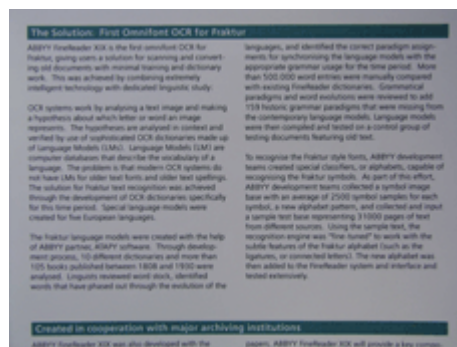 The Solution: First Omnifont OCR for Fraktur
ABBYY FineReader XIX is the first omnifont OCR for
Fraktur, giving users a solution for scanning and convert-
ing old documents with minimal training and dictionary
work. This was achieved by combining extremely
intelligent technology with dedicated linguistic study:
OCR systems work by analysing a text image and making
a hypothesis about which letter or word an image
represents. The hypotheses are analysed in context and
verified by use of sophisticated OCR dictionaries made up
of Language Models (LMs). Language Models (LM) are
computer databases that describe the vocabulary of a
language. The problem is that modern OCR systems do
not have LMs for older text fonts and older text spellings.
The solution for Fraktur text recognition was achieved
through the development of OCR dictionaries specifically
for this time period. Special language models were
created for five European languages.
The Fraktur language models were created with the help
of ABBYY partner, ATAPY software. Through develop-
ment process, 10 different dictionaries and more than
105 books published between 1808 and 1930 were
analysed. Linguists reviewed word stock, identified
words that have phased out through the evolution of the
languages, and identified the correct paradigm assign-
ments for synchronising the language models with the
appropriate grammar usage for the time period. More
than 500.000 word entries were manually compared
with existing FineReader dictionaries. Grammatical
paradigms and word evolutions were reviewed to add
159 historic grammar paradigms that were missing from
the contemporary language models. Language models
were then compiled and tested on a control group of
testing documents featuring old text.
To recognise the Fraktur style fonts, ABBYY development
teams created special classifiers, or alphabets, capable of
recognising the Fraktur symbols. As part of this effort,
ABBYY development teams collected a symbol image
base with an average of 2500 symbol samples for each
symbol, a new alphabet pattern, and collected and input
a sample text base representing 31000 pages of text
from different sources. Using the sample text, the
recognition engine was "fine tuned" to work with the
subtle features of the Fraktur alphabet (such as the
ligatures, or connected letters). The new alphabet was
then added to the FineReader system and interface and
tested extensively.
Created in cooperation with major archiving institutions
ABBYY FineReader XIX was also developed with the
papers. ABBYY FineReader XIX will provide a key